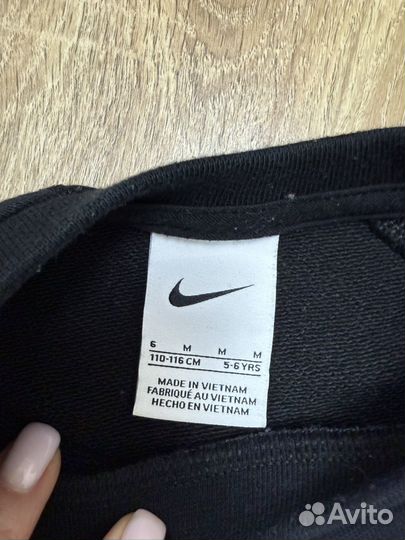 6 M M M
110-116 CM 5-6 YRS
MADE IN VIETNAM
FABRIQUÉ AU VIETNAM
HECHO EN VIETNAM
Avito